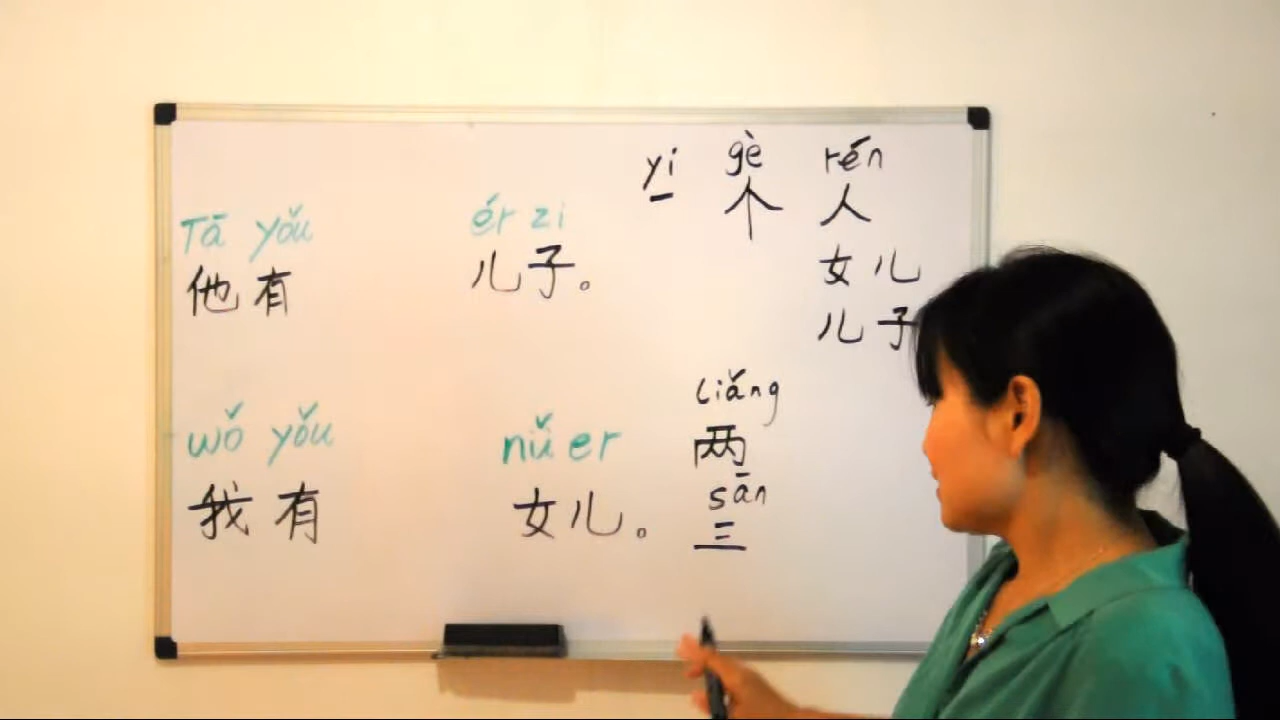 Tā yǒu ér zi
他有 儿子。
wǒ yǒu nǚ er
我有 女儿。
yi gè rén
一 个 人
女儿
儿子
liǎng
两
sān
三